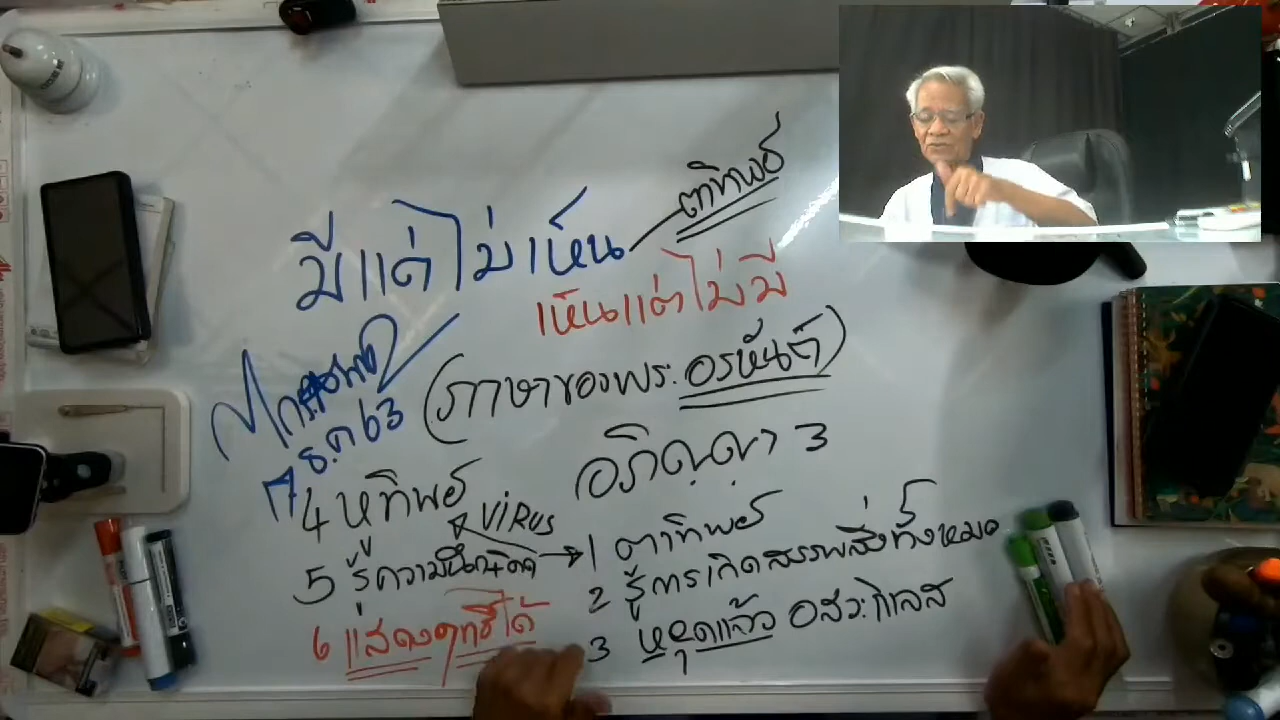 ตาทิพย์
มีแต่ไม่เห็น
เห็นแต่ไม่มี
(ภาษาของพระอรหันต์)
ธ.ค 63
อภิญญา 3
4 หูทิพย์
VIRUS
5 รู้ความนึกคิด
6 แสดงฤทธิ์ได้
1 ตาทิพย์
2 รู้การเกิดสรรพสิ่งทั้งหมด
3 หลุดแล้ว อสวะกิเลส